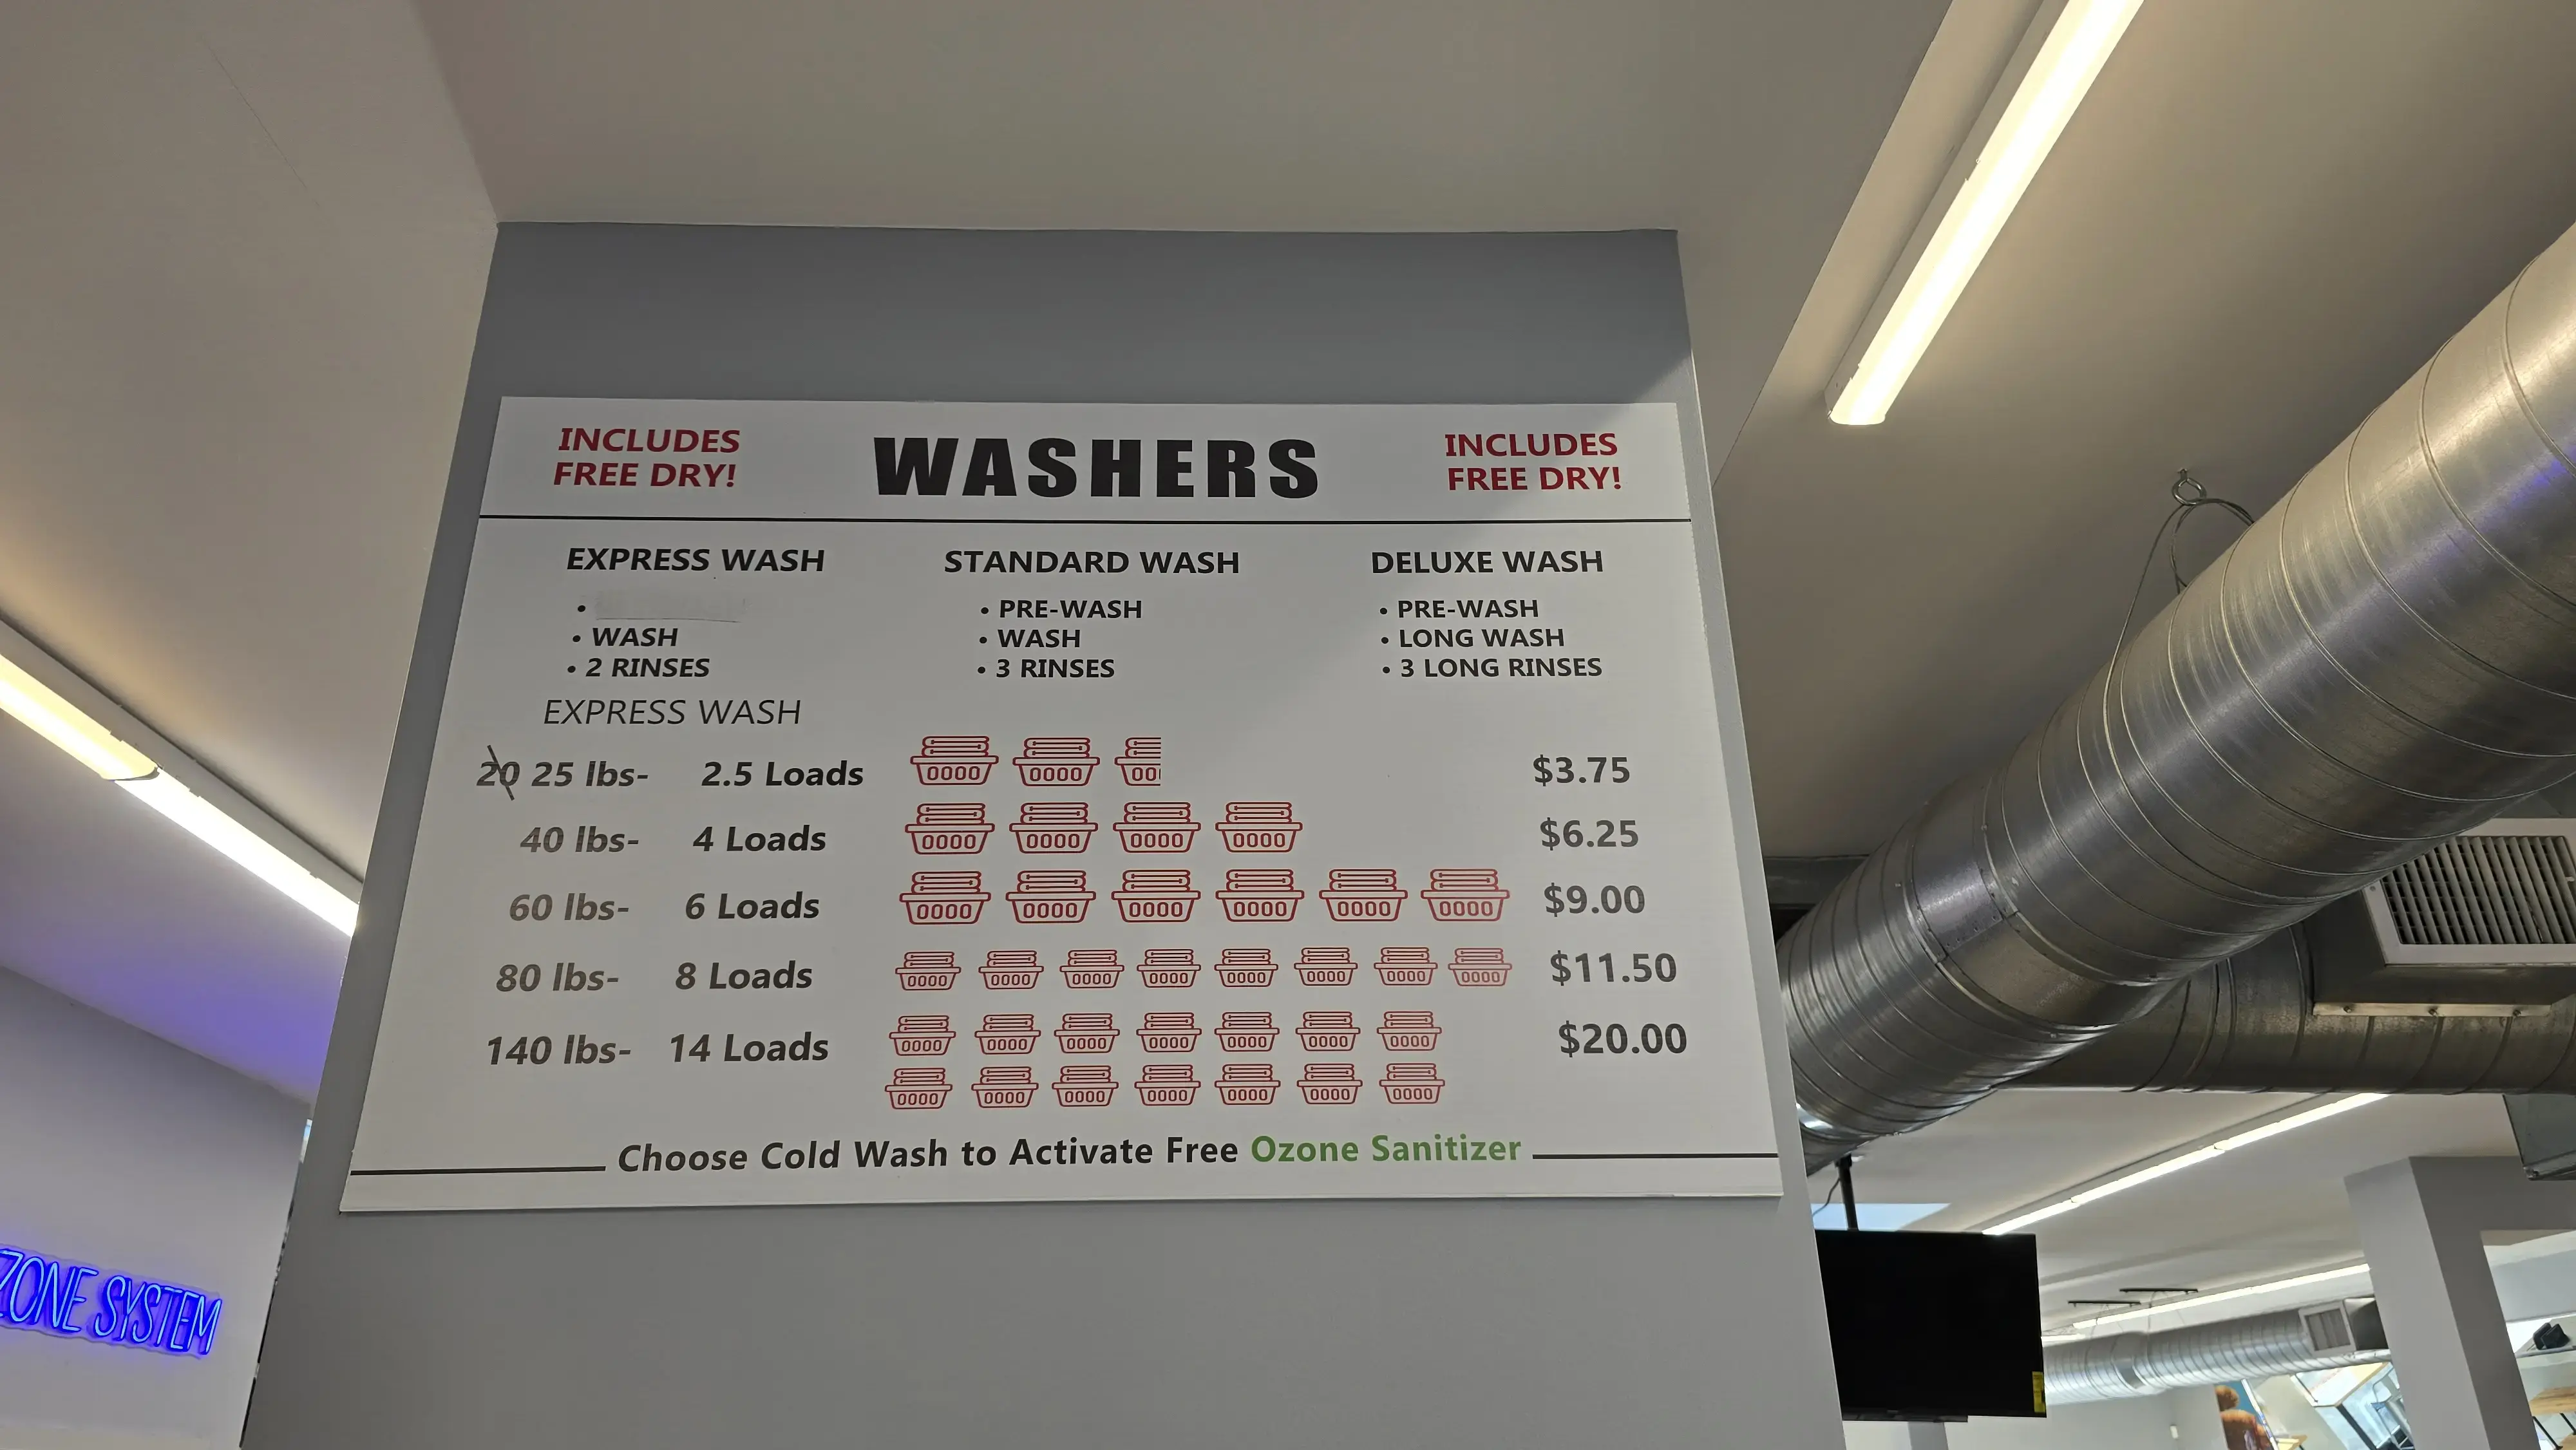 INCLUDES
FREE DRY!
WASHERS
INCLUDES
FREE DRY!
EXPRESS WASH
•
• WASH
• 2 RINSES
STANDARD WASH
• PRE-WASH
• WASH
• 3 RINSES
DELUXE WASH
• PRE-WASH
• LONG WASH
• 3 LONG RINSES
EXPRESS WASH
20 25 lbs- 2.5 Loads $3.75
40 lbs- 4 Loads $6.25
60 lbs- 6 Loads $9.00
80 lbs- 8 Loads $11.50
140 lbs- 14 Loads $20.00
Choose Cold Wash to Activate Free Ozone Sanitizer
ZONE SYSTEM